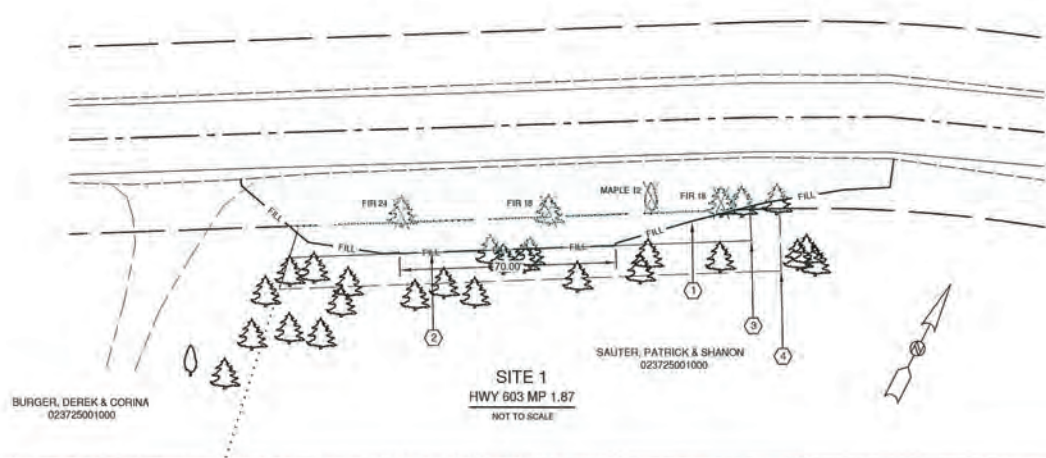 MAPLE 12
FIR 24
FIR 18
FIR 18
FILL
FILL
FILL
FILL
FILL
FILL
70.00'
1
2
3
4
SAUTER, PATRICK & SHANON
023725001000
N
SITE 1
HWY 603 MP 1.87
NOT TO SCALE
BURGER, DEREK & CORINA
023725001000